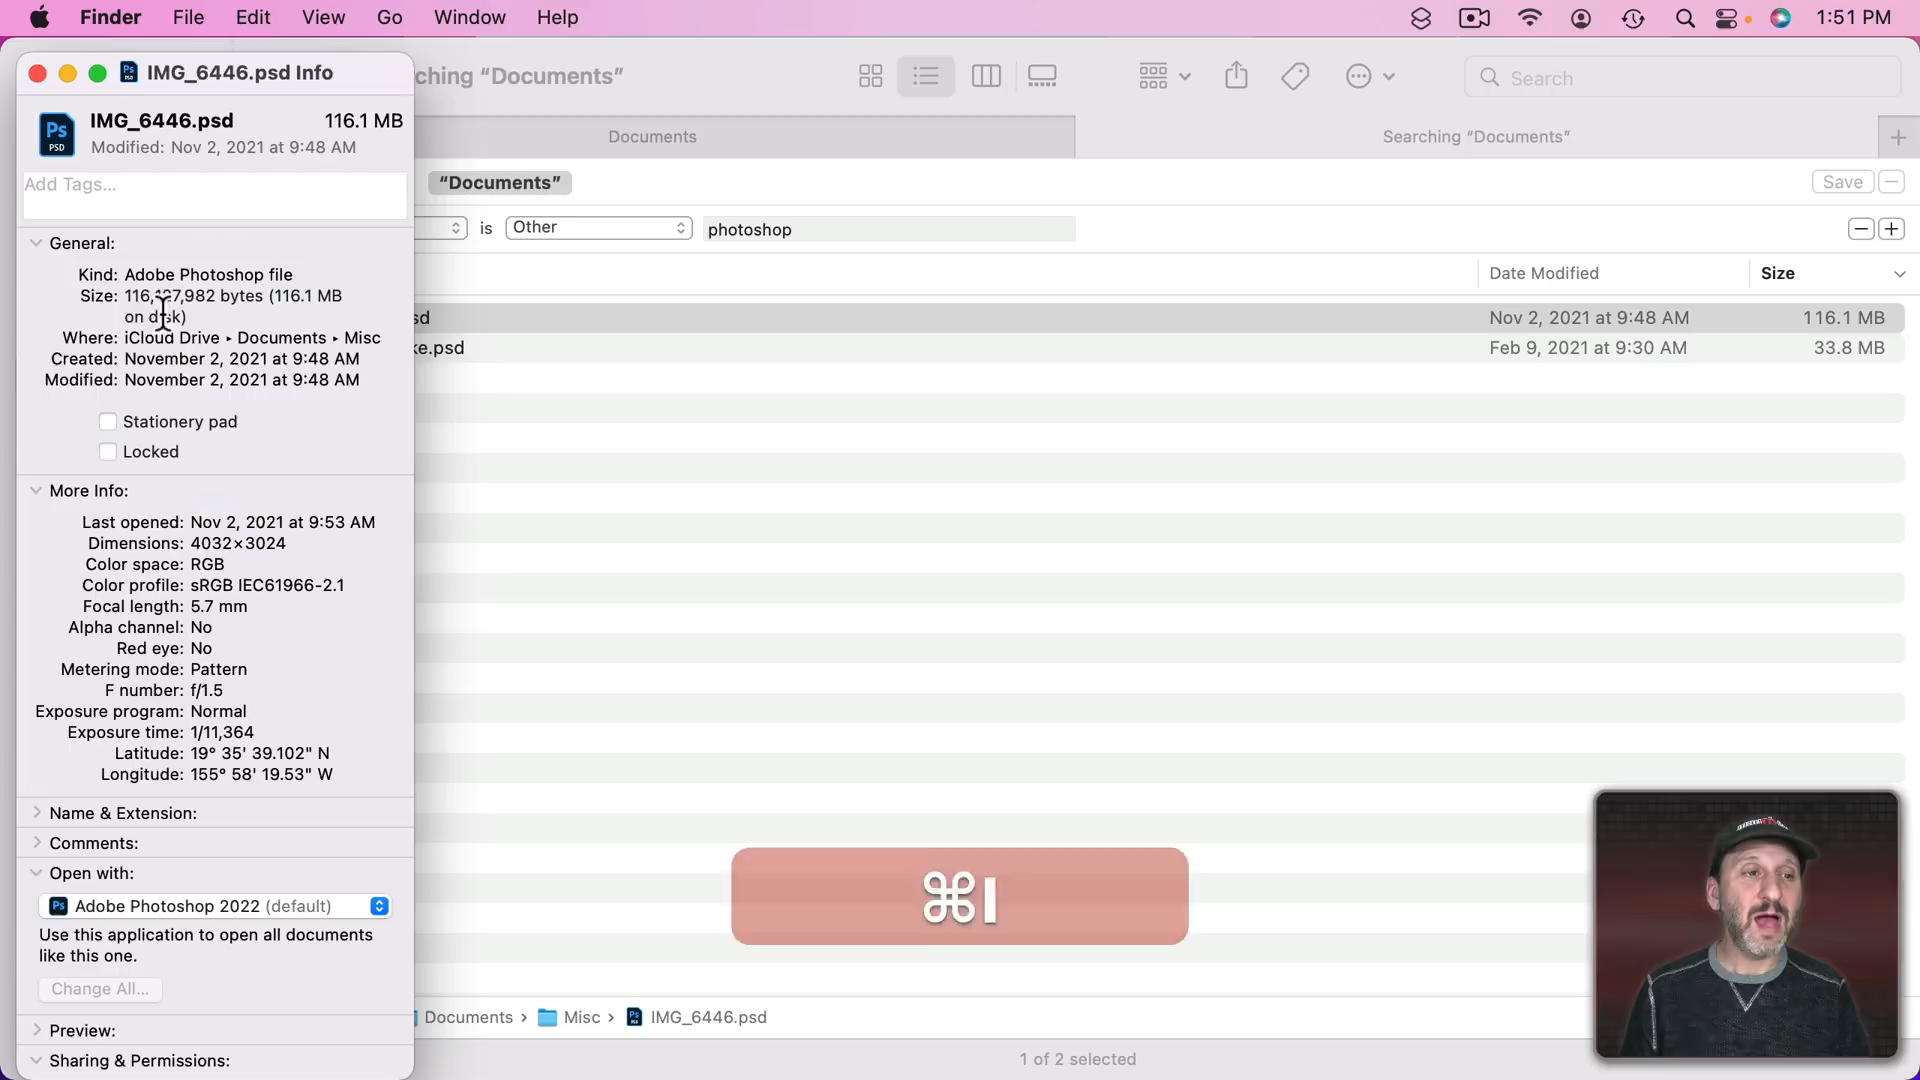 Finder File Edit View Go Window Help 1:51 PM
IMG_6446.psd Info
ching “Documents”
Search
Ps
PSD
IMG_6446.psd 116.1 MB
Modified: Nov 2, 2021 at 9:48 AM
Documents
Searching “Documents”
Add Tags...
“Documents”
Save
is Other photoshop
General:
Kind: Adobe Photoshop file
Size: 982 bytes (116.1 MB
on
Where: iCloud Drive ▸ Documents ▸ Misc
Created: November 2, 2021 at 9:48 AM
Modified: November 2, 2021 at 9:48 AM
Stationery pad
Locked
Date Modified Size
sd Nov 2, 2021 at 9:48 AM 116.1 MB
ke.psd Feb 9, 2021 at 9:30 AM 33.8 MB
More Info:
Last opened: Nov 2, 2021 at 9:53 AM
Dimensions: 4032×3024
Color space: RGB
Color profile: sRGB IEC61966-2.1
Focal length: 5.7 mm
Alpha channel: No
Red eye: No
Metering mode: Pattern
F number: f/1.5
Exposure program: Normal
Exposure time: 1/11,364
Latitude: 19° 35' 39.102" N
Longitude: 155° 58' 19.53" W
Name & Extension:
Comments:
Open with:
Ps Adobe Photoshop 2022 (default)
Use this application to open all documents
like this one.
Change All...
Preview:
Sharing & Permissions:
⌘I
Documents › Misc › IMG_6446.psd
1 of 2 selected